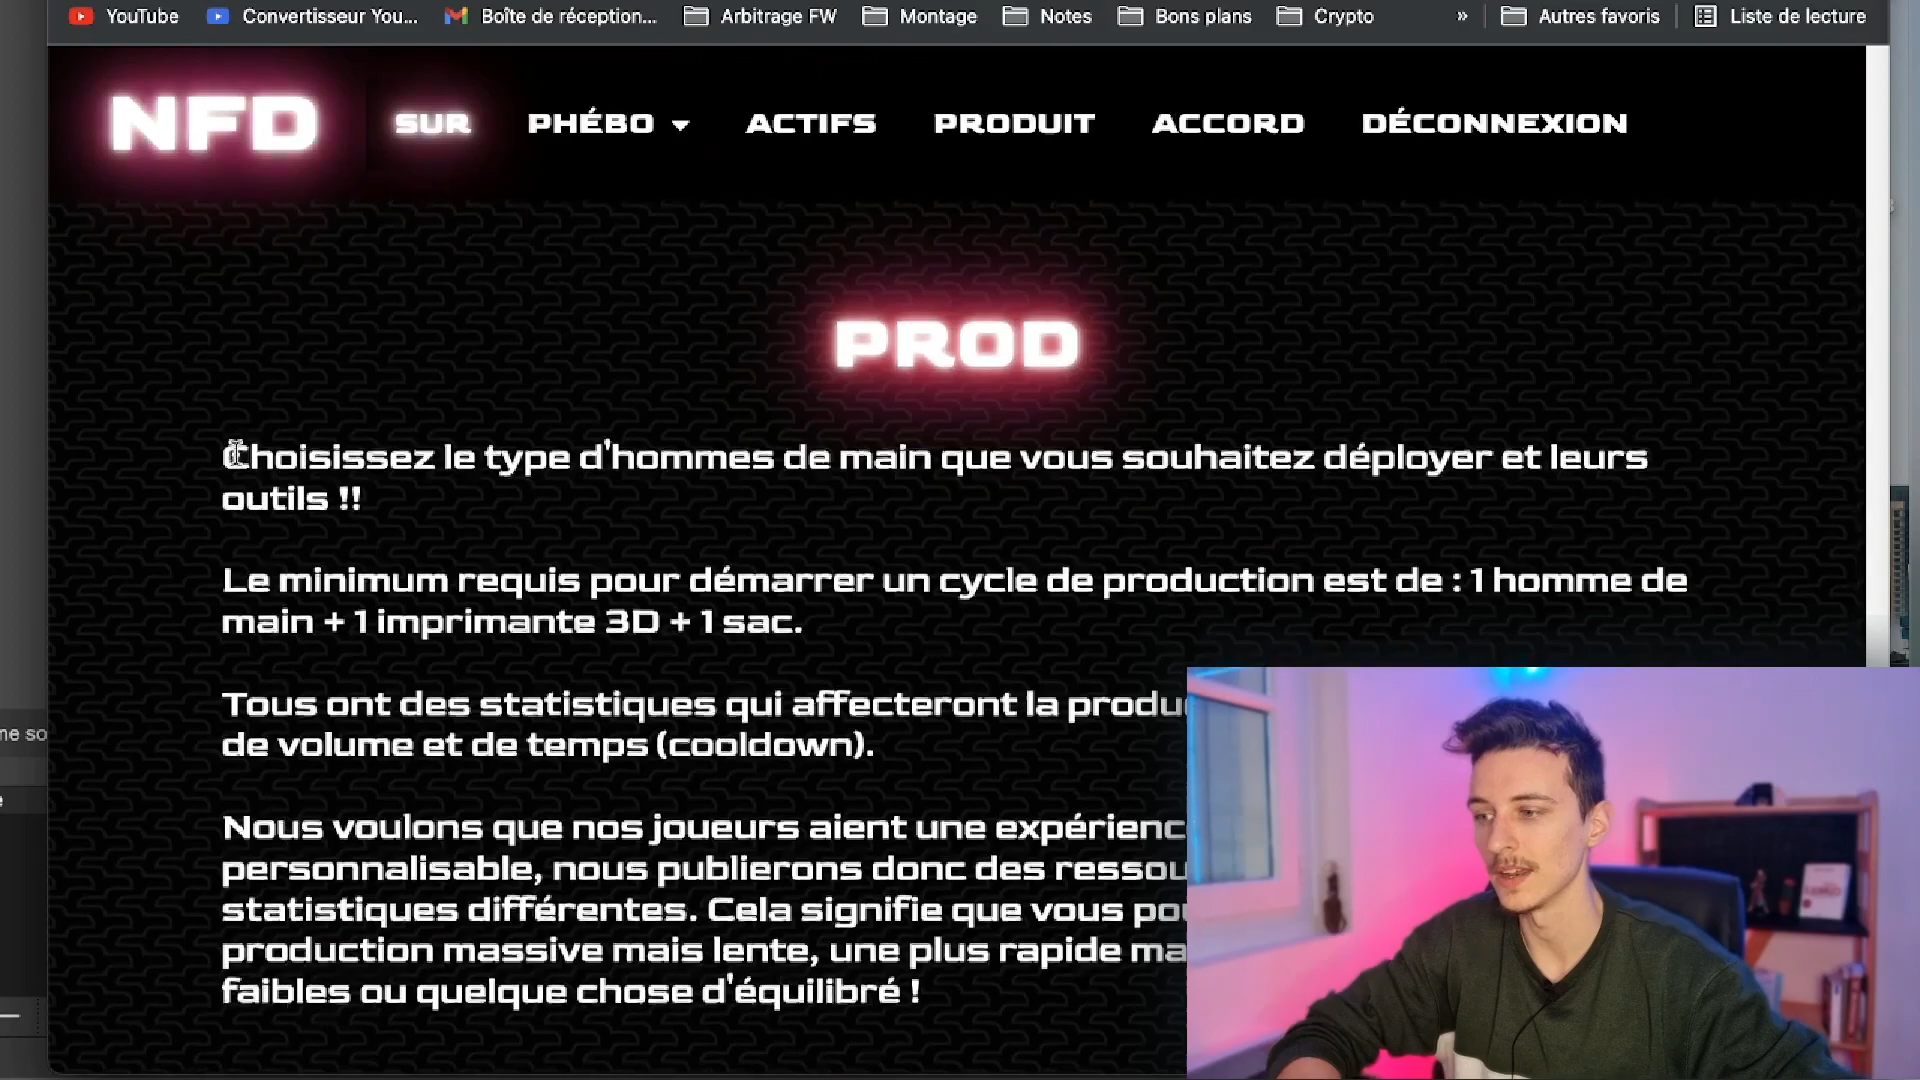 YouTube Convertisseur You... Boîte de réception... Arbitrage FW Montage Notes Bons plans Crypto » Autres favoris Liste de lecture
NFD SUR PHÉBO ACTIFS PRODUIT ACCORD DÉCONNEXION
PROD
Choisissez le type d'hommes de main que vous souhaitez déployer et leurs
outils !!
Le minimum requis pour démarrer un cycle de production est de : 1 homme de
main + 1 imprimante 3D + 1 sac.
Tous ont des statistiques qui affecteront la produ
de volume et de temps (cooldown).
Nous voulons que nos joueurs aient une expérienc
personnalisable, nous publierons donc des ressou
statistiques différentes. Cela signifie que vous pou
production massive mais lente, une plus rapide ma
faibles ou quelque chose d'équilibré !
me so